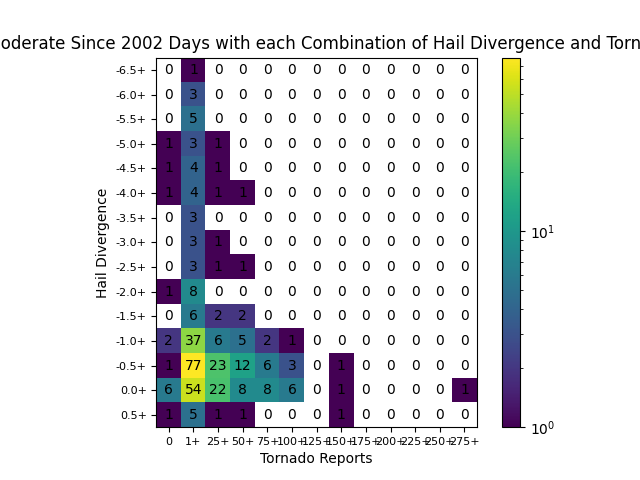 oderate Since 2002 Days with each Combination of Hail Divergence and Torn
-6.5+ 0 1 0 0 0 0 0 0 0 0 0 0 0
-6.0+ 0 3 0 0 0 0 0 0 0 0 0 0 0
-5.5+ 0 5 0 0 0 0 0 0 0 0 0 0 0
-5.0+ 1 3 1 0 0 0 0 0 0 0 0 0 0
-4.5+ 1 4 1 0 0 0 0 0 0 0 0 0 0
-4.0+ 1 4 1 1 0 0 0 0 0 0 0 0 0
-3.5+ 0 3 0 0 0 0 0 0 0 0 0 0 0
-3.0+ 0 3 1 0 0 0 0 0 0 0 0 0 0
-2.5+ 0 3 1 1 0 0 0 0 0 0 0 0 0
-2.0+ 1 8 0 0 0 0 0 0 0 0 0 0 0
-1.5+ 0 6 2 2 0 0 0 0 0 0 0 0 0
-1.0+ 2 37 6 5 2 1 0 0 0 0 0 0 0
-0.5+ 1 77 23 12 6 3 0 1 0 0 0 0 0
0.0+ 6 54 22 8 8 6 0 1 0 0 0 0 1
0.5+ 1 5 1 1 0 0 0 1 0 0 0 0 0
0 1+ 25+ 50+ 75+ 100+ 125+ 150+ 175+ 200+ 225+ 250+ 275+
Tornado Reports
Hail Divergence
10^1
10^0